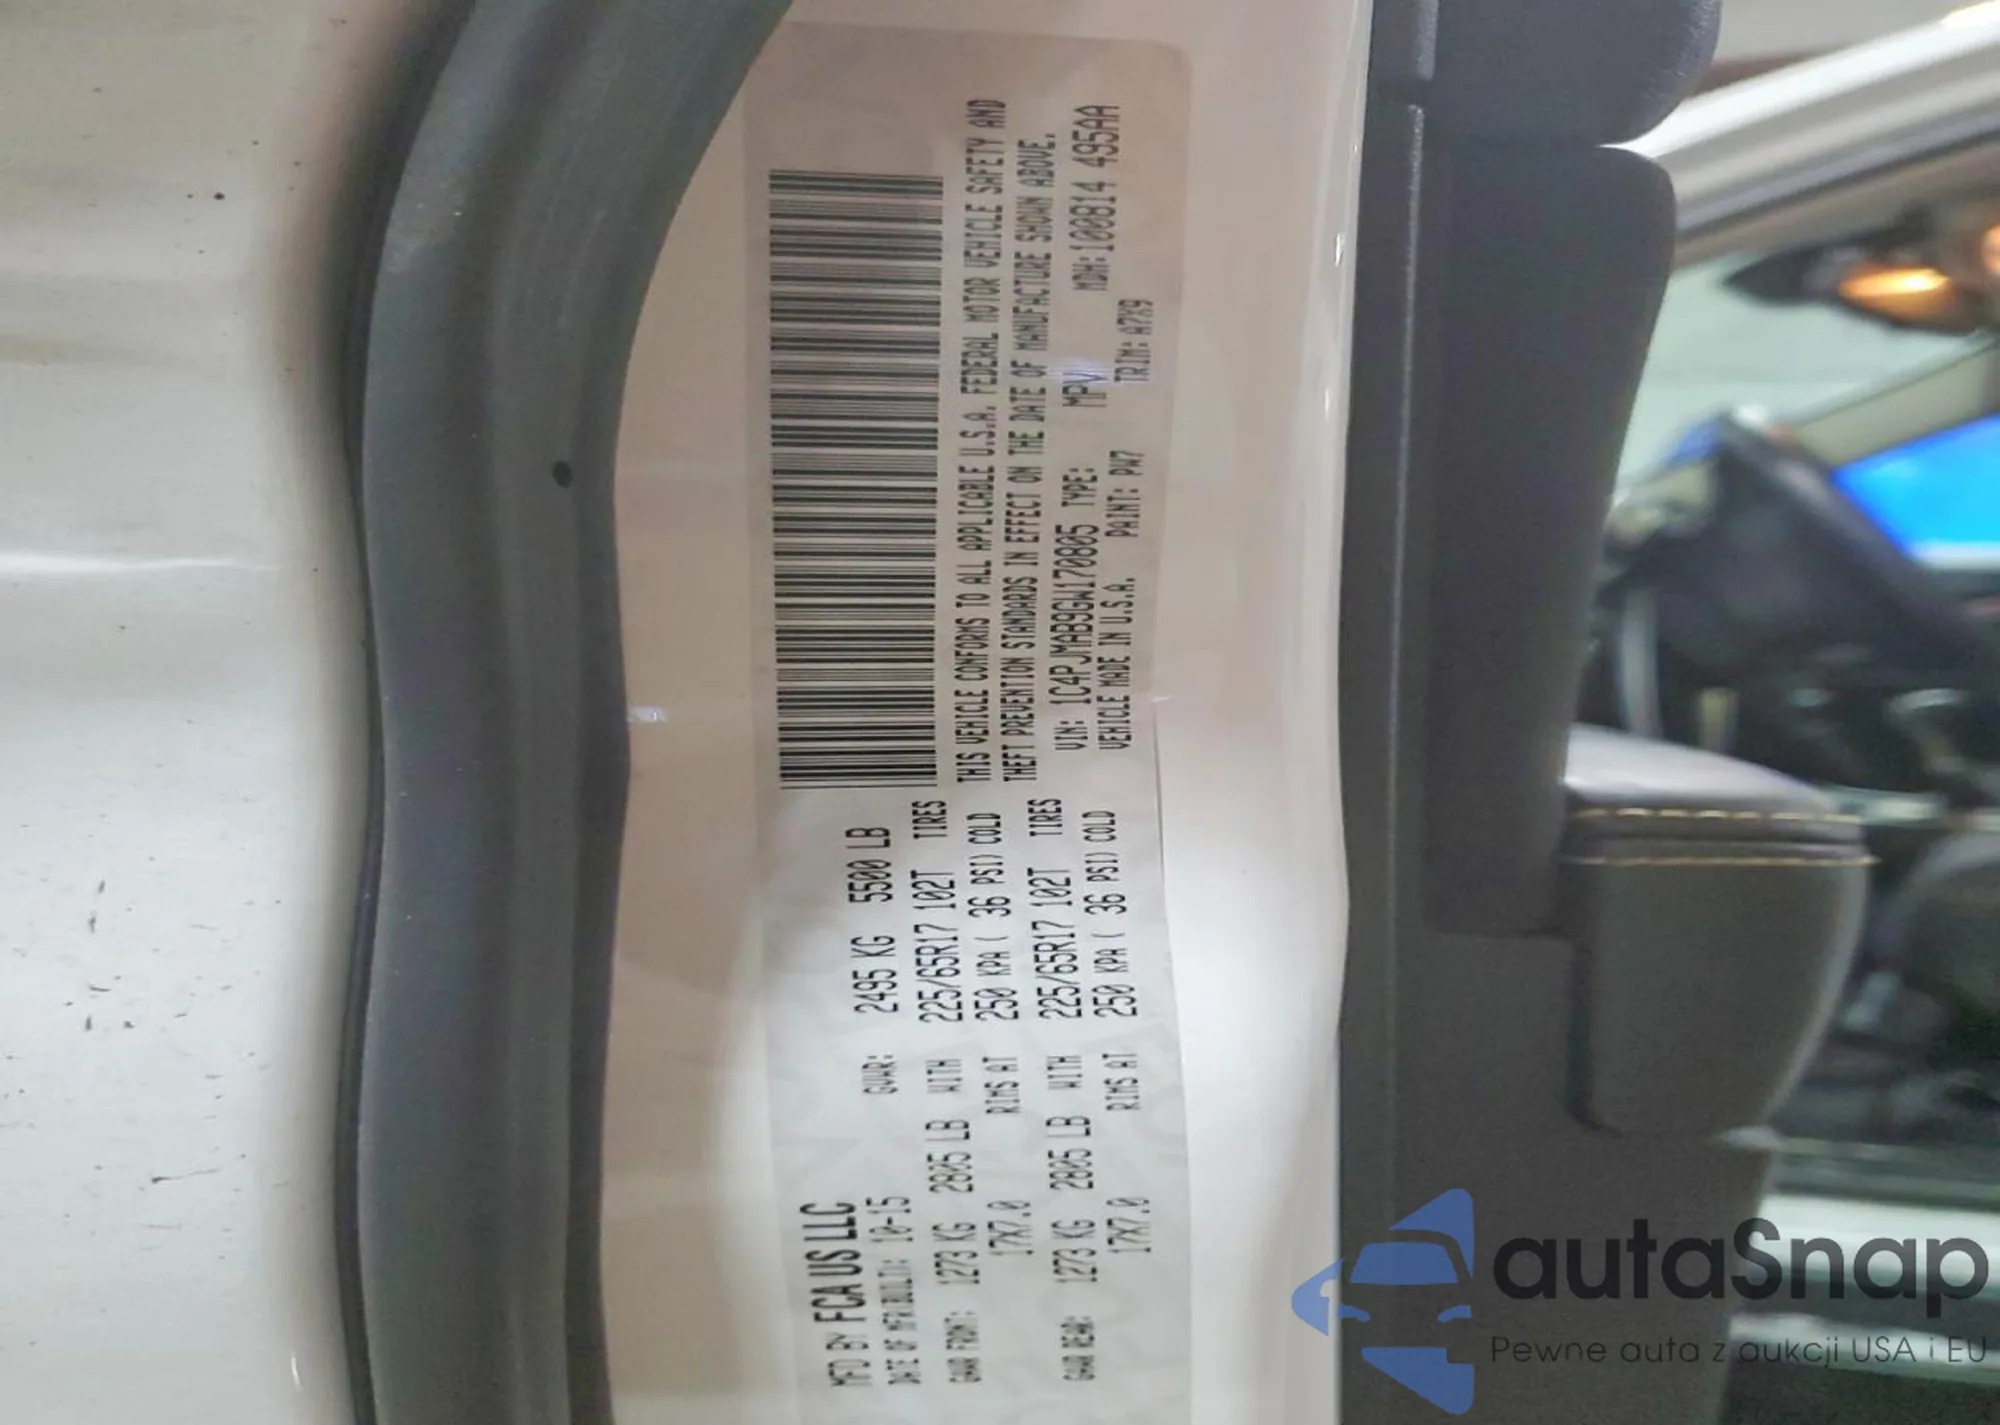 MFD BY FCA US LLC
DATE OF MFR(BUILT): 10-15
GVWR: 2495 KG 5500 LB
GAWR FRONT: 1273 KG 2805 LB WITH 225/65R17 102T TIRES
17X7.0 RIMS AT 250 KPA ( 36 PSI) COLD
GAWR REAR: 1273 KG 2805 LB WITH 225/65R17 102T TIRES
17X7.0 RIMS AT 250 KPA ( 36 PSI) COLD
THIS VEHICLE CONFORMS TO ALL APPLICABLE U.S.A. FEDERAL MOTOR VEHICLE SAFETY AND
THEFT PREVENTION STANDARDS IN EFFECT ON THE DATE OF MANUFACTURE SHOWN ABOVE.
VIN: 1C4PJMAB9GW170805 TYPE: MPV MDH:100814 495AA
VEHICLE MADE IN U.S.A. PAINT: PW7 TRIM: A7X9
autaSnap
Pewne auta z aukcji USA i EU